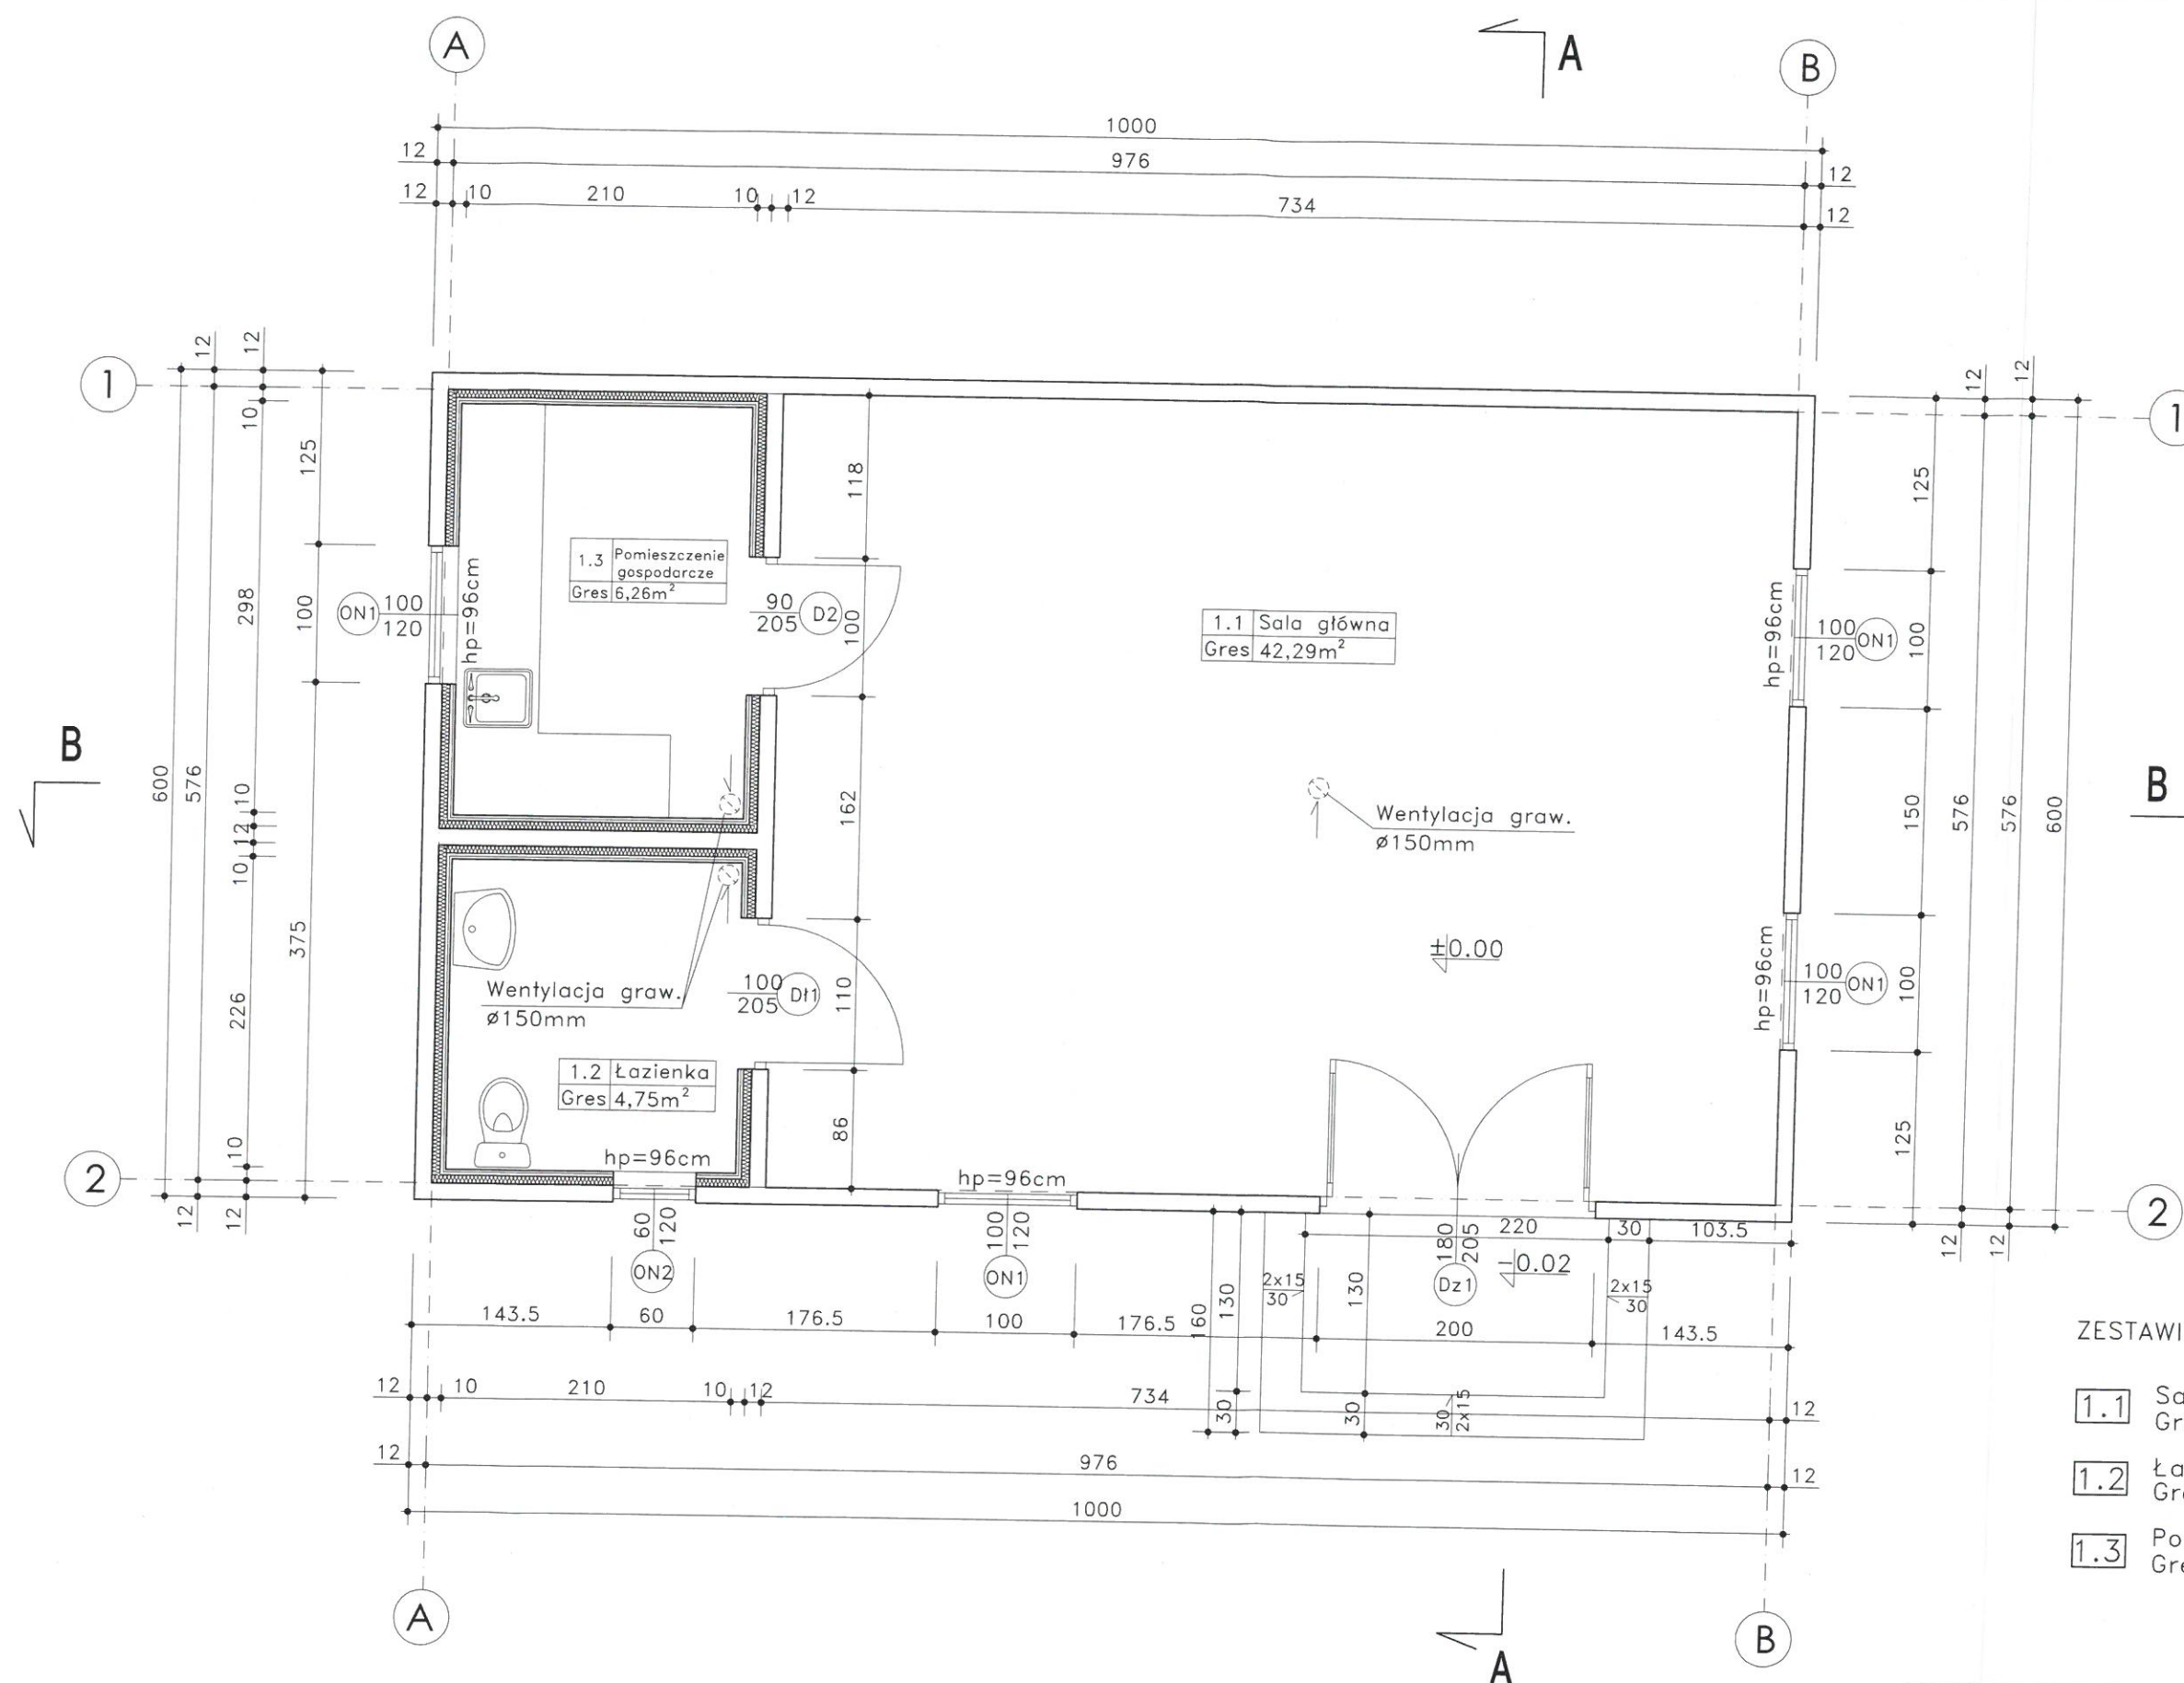 A
A
B
1000
12
976
12
12
10
210
10
12
734
12
1
12
12
10
125
298
100
600
576
10
12
10
375
226
10
12
12
2
B
ON1
100
120
hp=96cm
1.3
Pomieszczenie
gospodarcze
Gres
6,26m²
90
205
D2
118
100
162
110
86
1.1
Sala główna
Gres
42,29m²
Wentylacja graw.
ø150mm
±0.00
Wentylacja graw.
ø150mm
100
205
Dł1
1.2
Łazienka
Gres
4,75m²
hp=96cm
hp=96cm
hp=96cm
100
120
ON1
hp=96cm
100
120
ON1
125
100
150
100
125
12
12
576
576
600
12
12
1
B
2
60
120
ON2
100
120
ON1
180
205
Dz1
220
30
103.5
-0.02
2x15
30
2x15
30
30
2x15
160
130
30
130
30
143.5
60
176.5
100
176.5
200
143.5
12
10
210
10
12
734
12
12
976
12
1000
A
B
A
ZESTAWI
1.1
Sa
Gr
1.2
Ła
Gr
1.3
Po
Gr